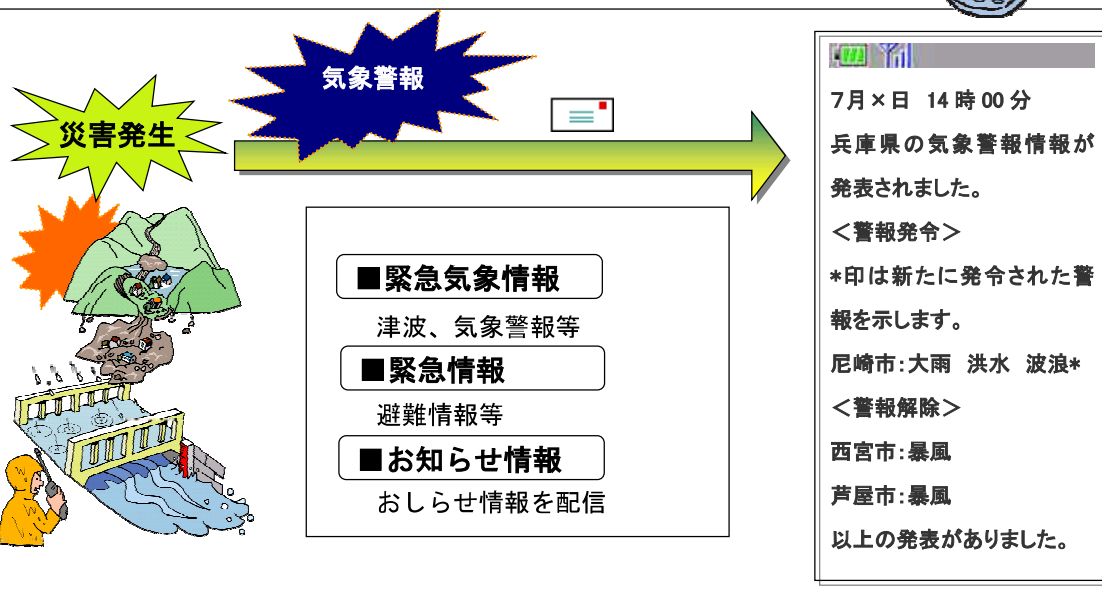 災害発生
気象警報
■緊急気象情報
津波、気象警報等
■緊急情報
避難情報等
■お知らせ情報
おしらせ情報を配信
7月×日 14時00分
兵庫県の気象警報情報が
発表されました。
<警報発令>
*印は新たに発令された警
報を示します。
尼崎市:大雨 洪水 波浪*
<警報解除>
西宮市:暴風
芦屋市:暴風
以上の発表がありました。